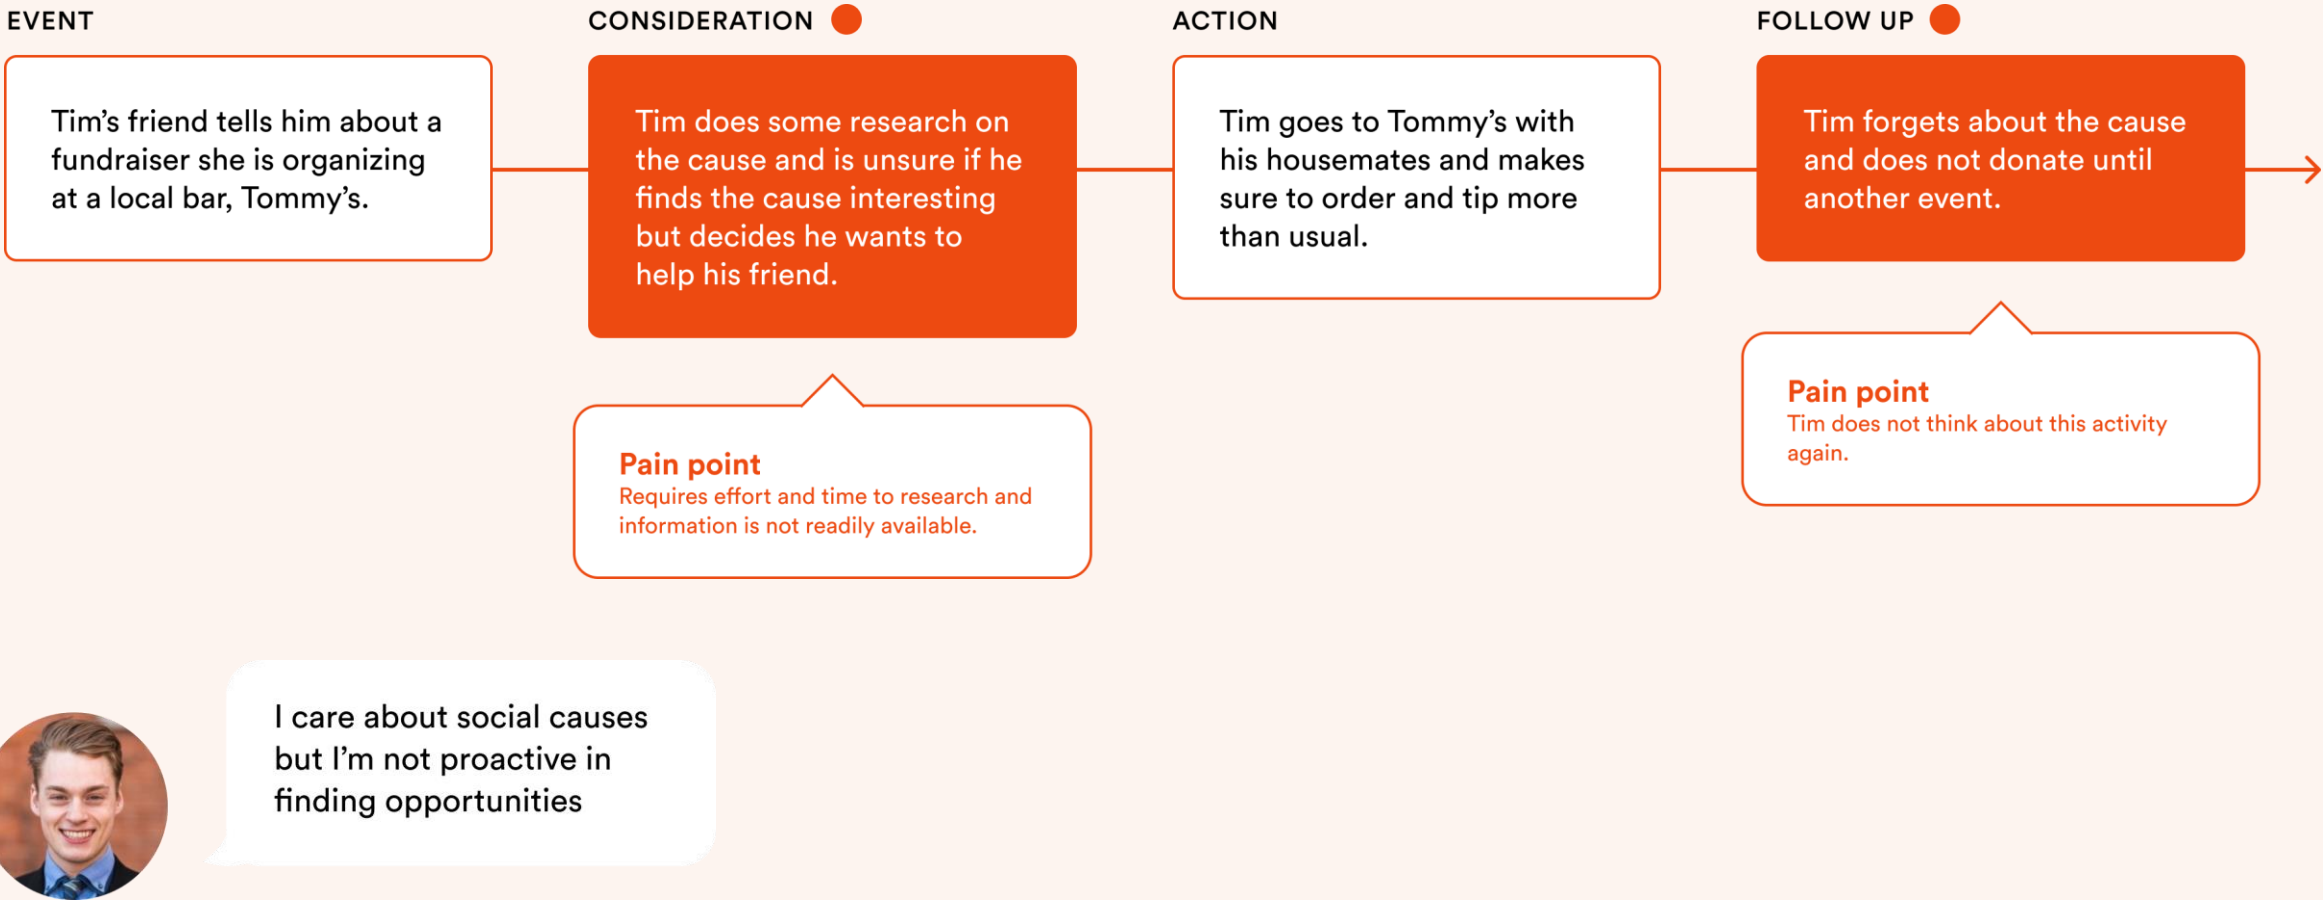 EVENT
Tim’s friend tells him about a
fundraiser she is organizing
at a local bar, Tommy’s.
CONSIDERATION
Tim does some research on
the cause and is unsure if he
finds the cause interesting
but decides he wants to
help his friend.
Pain point
Requires effort and time to research and
information is not readily available.
ACTION
Tim goes to Tommy’s with
his housemates and makes
sure to order and tip more
than usual.
FOLLOW UP
Tim forgets about the cause
and does not donate until
another event.
Pain point
Tim does not think about this activity
again.
I care about social causes
but I’m not proactive in
finding opportunities